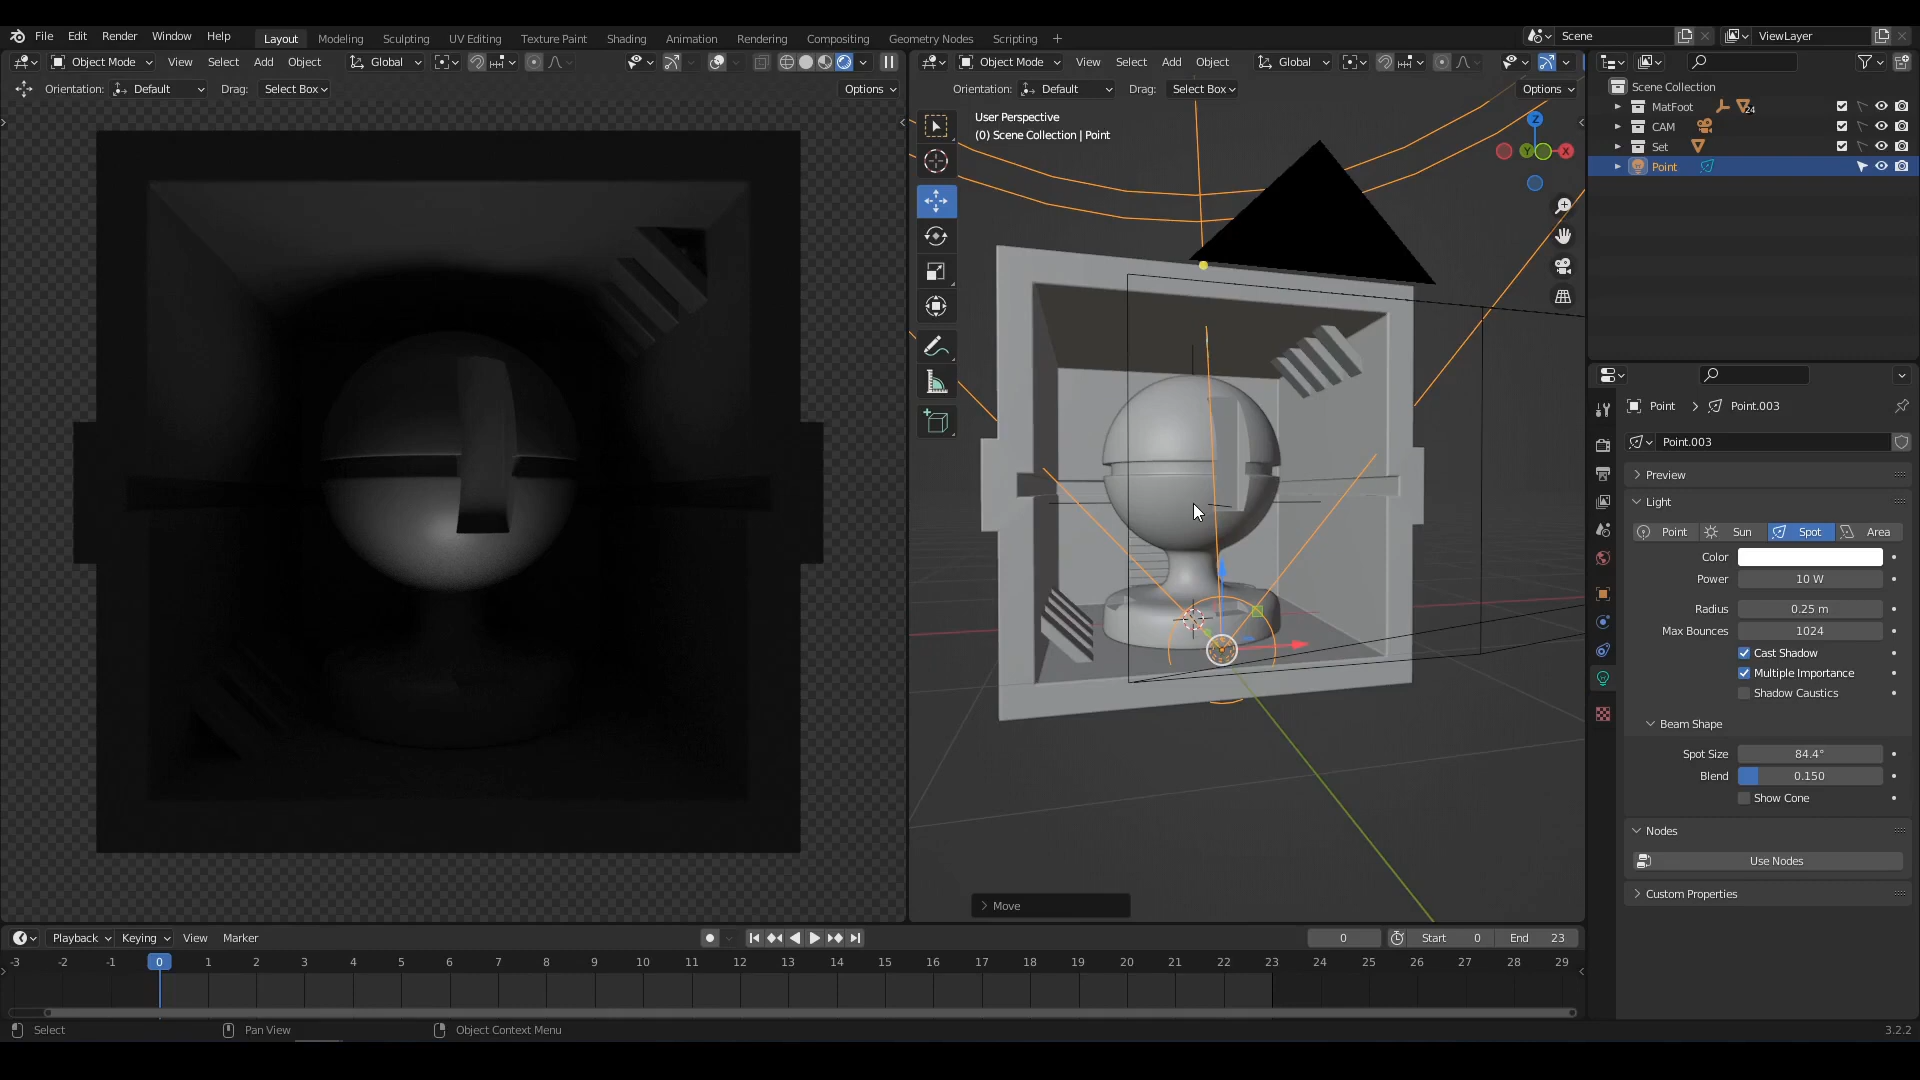 File Edit Render Window Help Layout Modeling Sculpting UV Editing Texture Paint Shading Animation Rendering Compositing Geometry Nodes Scripting + Scene ViewLayer
Object Mode View Select Add Object Global Object Mode View Select Add Object Global
Orientation: Default Drag: Select Box Options Orientation: Default Drag: Select Box Options
User Perspective
(0) Scene Collection | Point
Z
Y
X
Move
Scene Collection
MatFoot 24
CAM
Set
Point
Point > Point.003
Point.003
Preview
Light
Point Sun Spot Area
Color
Power 10 W
Radius 0.25 m
Max Bounces 1024
Cast Shadow
Multiple Importance
Shadow Caustics
Beam Shape
Spot Size 84.4°
Blend 0.150
Show Cone
Nodes
Use Nodes
Custom Properties
Playback Keying View Marker 0 Start 0 End 23
-3 -2 -1 0 1 2 3 4 5 6 7 8 9 10 11 12 13 14 15 16 17 18 19 20 21 22 23 24 25 26 27 28 29
Select Pan View Object Context Menu 3.2.2